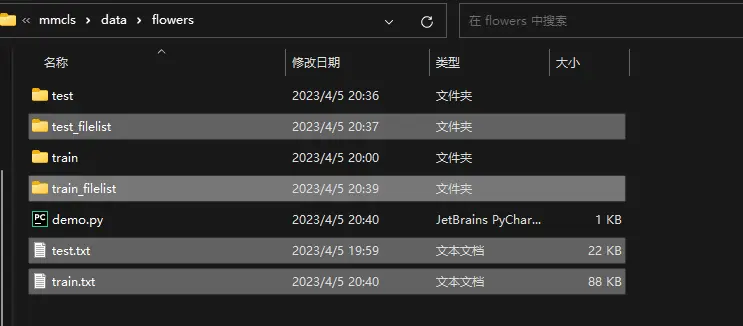 « mmcls › data › flowers
在 flowers 中搜索
名称 修改日期 类型 大小
test 2023/4/5 20:36 文件夹
test_filelist 2023/4/5 20:37 文件夹
train 2023/4/5 20:00 文件夹
train_filelist 2023/4/5 20:39 文件夹
PC demo.py 2023/4/5 20:40 JetBrains PyChar... 1 KB
test.txt 2023/4/5 19:59 文本文档 22 KB
train.txt 2023/4/5 20:40 文本文档 88 KB